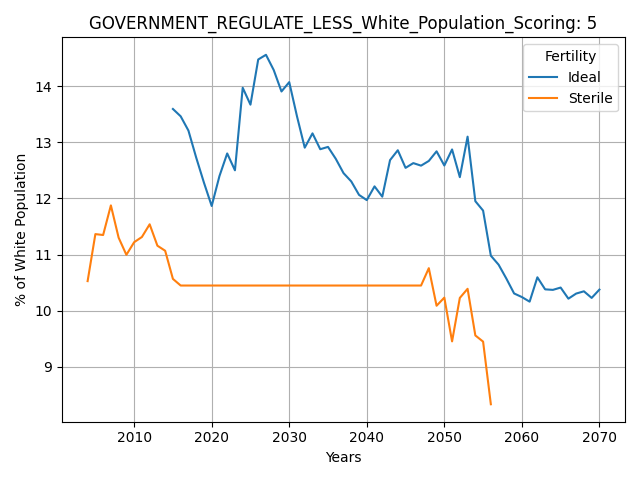 GOVERNMENT_REGULATE_LESS_White_Population_Scoring: 5
Fertility
Ideal
Sterile
% of White Population
14
13
12
11
10
9
2010 2020 2030 2040 2050 2060 2070
Years